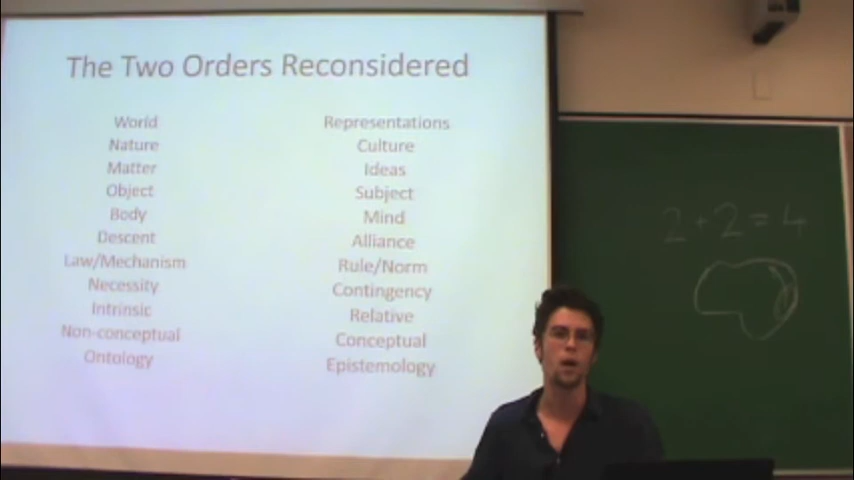 The Two Orders Reconsidered
World Representations
Nature Culture
Matter Ideas
Object Subject
Body Mind
Descent Alliance
Law/Mechanism Rule/Norm
Necessity Contingency
Intrinsic Relative
Non-conceptual Conceptual
Ontology Epistemology
2+2=4